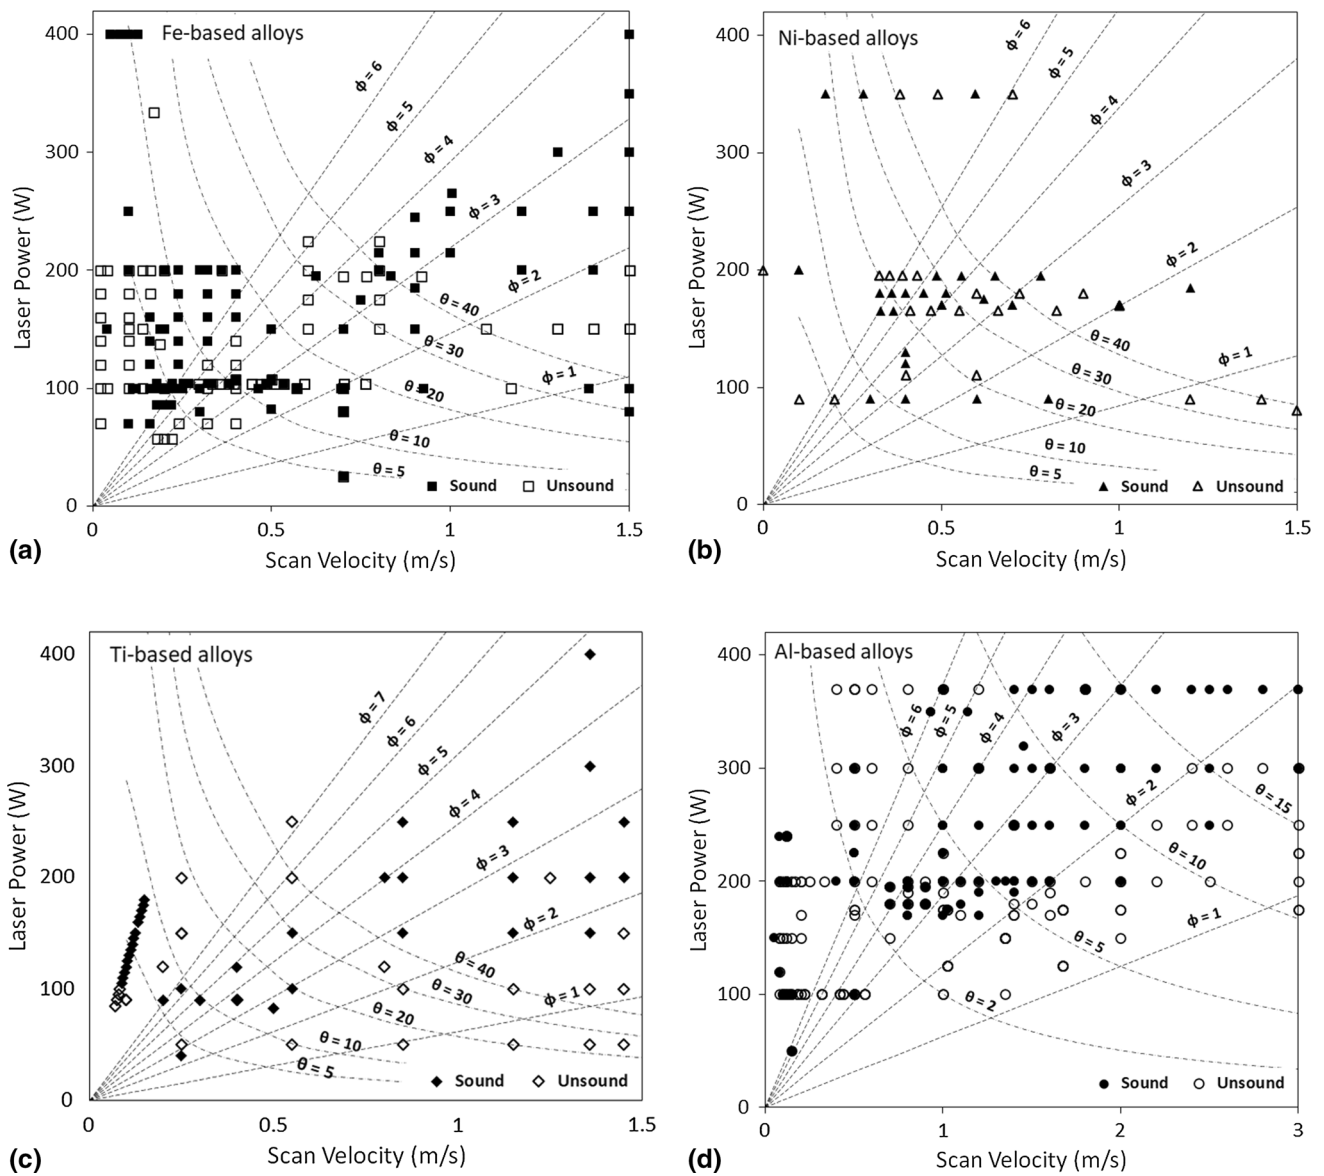 Fe-based alloys
400
300
200
100
0
Laser Power (W)
ϕ = 6
ϕ = 5
ϕ = 4
ϕ = 3
ϕ = 2
ϕ = 1
θ = 40
θ = 30
θ = 20
θ = 10
θ = 5
Sound Unsound
0 0.5 1 1.5
Scan Velocity (m/s)
(a)
Ni-based alloys
400
300
200
100
0
Laser Power (W)
ϕ = 6
ϕ = 5
ϕ = 4
ϕ = 3
ϕ = 2
ϕ = 1
θ = 40
θ = 30
θ = 20
θ = 10
θ = 5
Sound Unsound
0 0.5 1 1.5
Scan Velocity (m/s)
(b)
Ti-based alloys
400
300
200
100
0
Laser Power (W)
ϕ = 7
ϕ = 6
ϕ = 5
ϕ = 4
ϕ = 3
ϕ = 2
ϕ = 1
θ = 40
θ = 30
θ = 20
θ = 10
θ = 5
Sound Unsound
0 0.5 1 1.5
Scan Velocity (m/s)
(c)
Al-based alloys
400
300
200
100
0
Laser Power (W)
ϕ = 6
ϕ = 5
ϕ = 4
ϕ = 3
ϕ = 2
ϕ = 1
θ = 15
θ = 10
θ = 5
θ = 2
Sound Unsound
0 1 2 3
Scan Velocity (m/s)
(d)